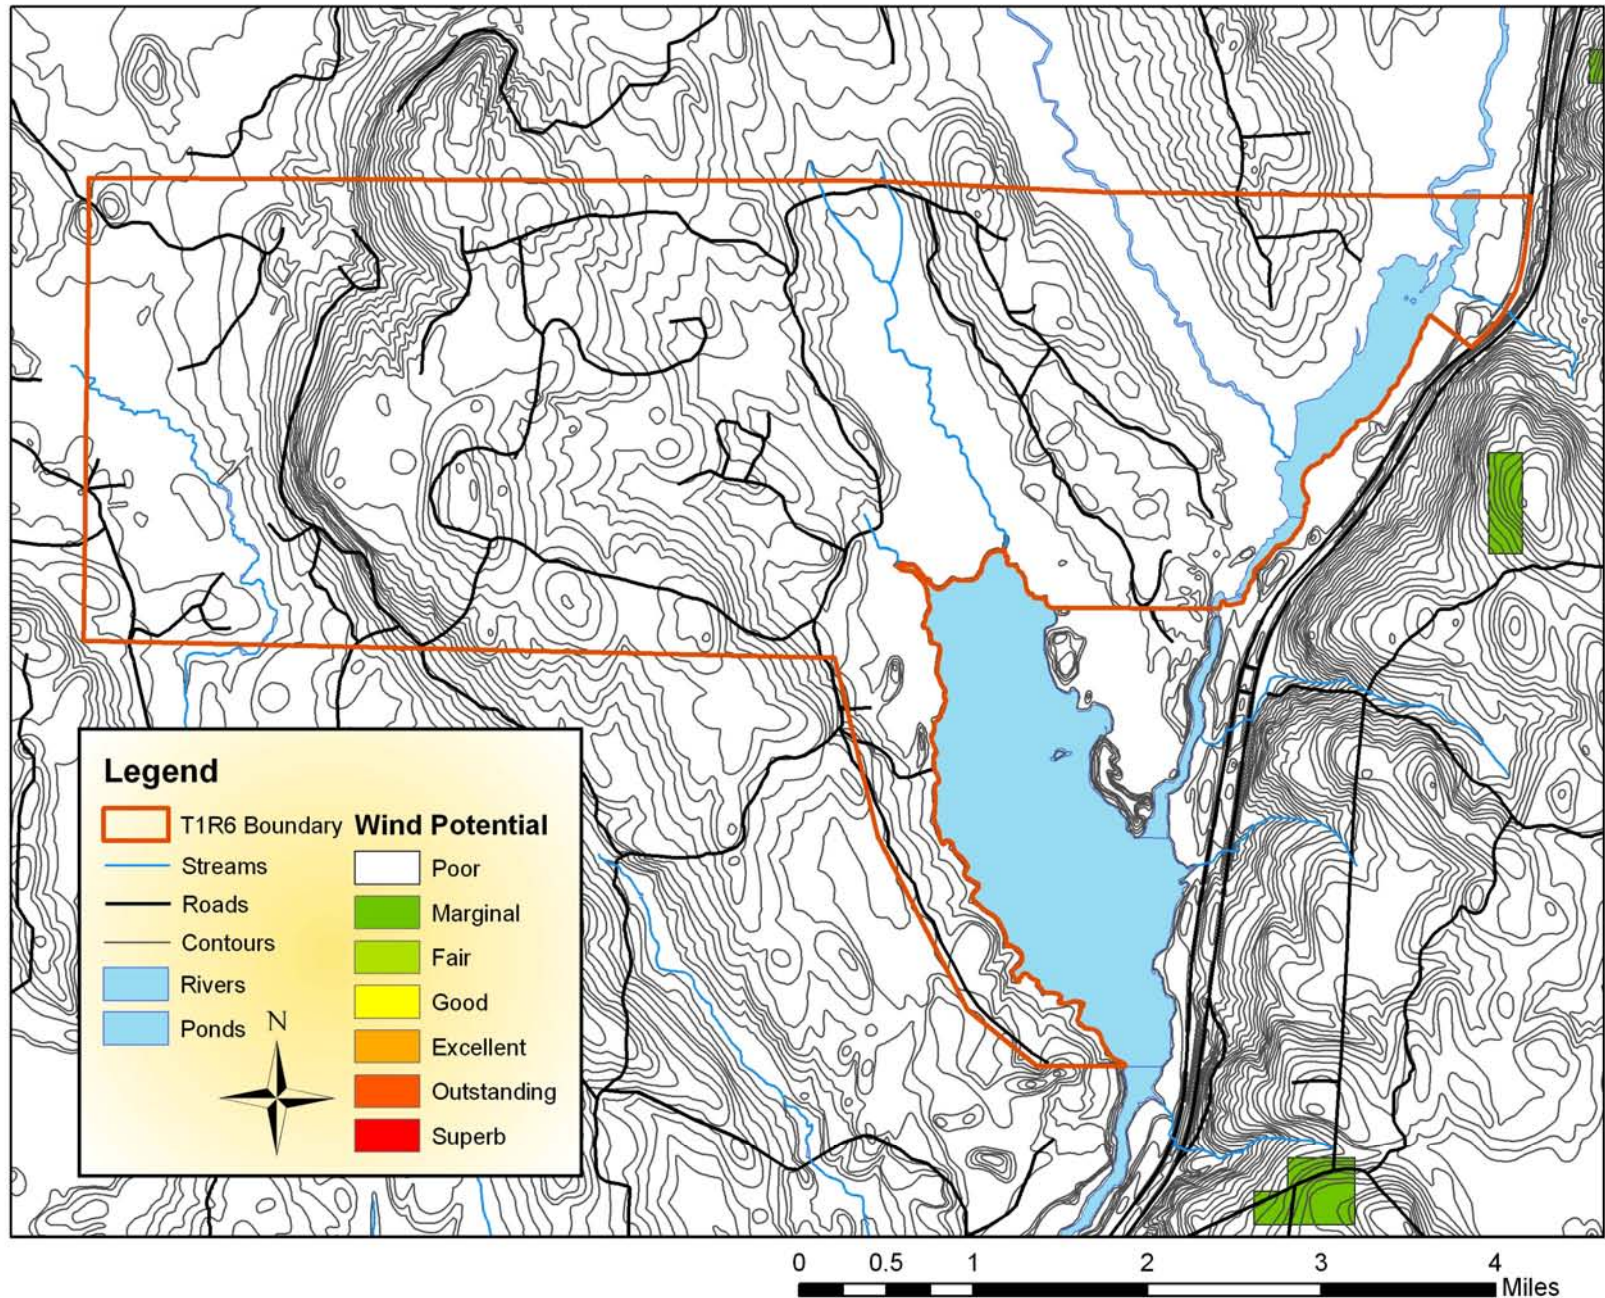 Legend
T1R6 Boundary
Streams
Roads
Contours
Rivers
Ponds
N
Wind Potential
Poor
Marginal
Fair
Good
Excellent
Outstanding
Superb
0 0.5 1 2 3 4
Miles